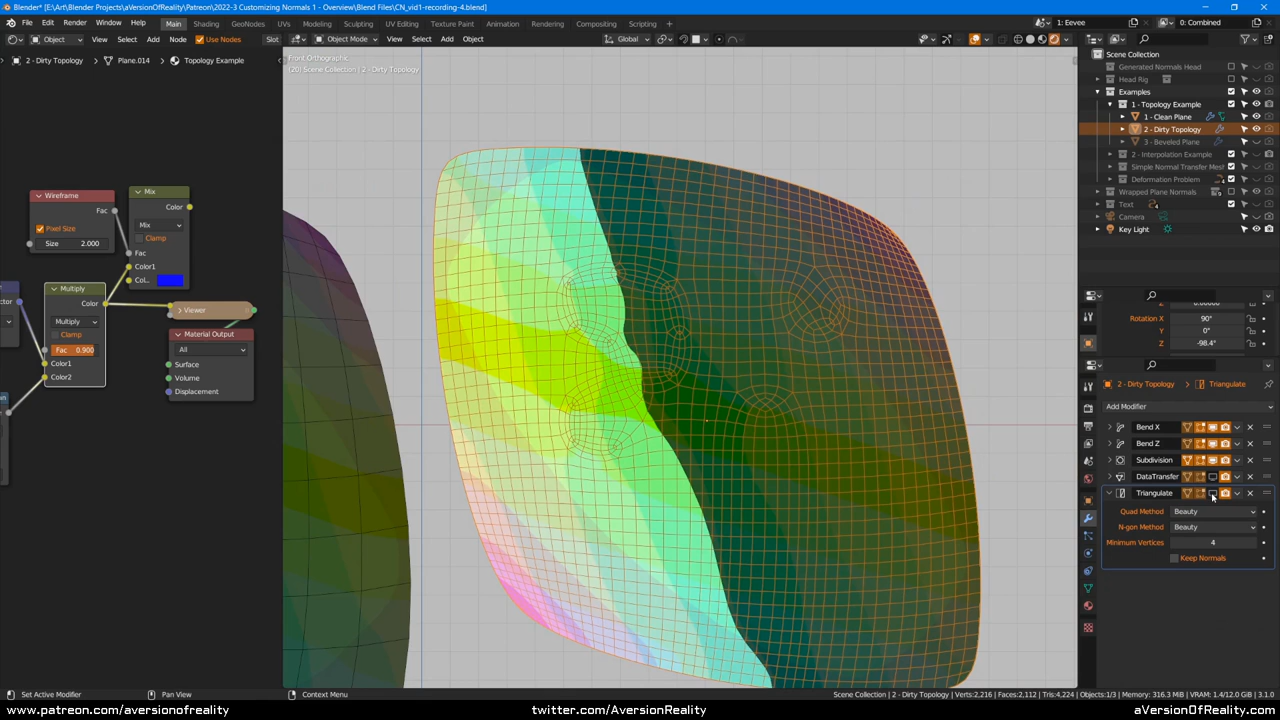 Blender* [E:\Art\Blender Projects\aVersionOfReality\Patreon\2022-3 Customizing Normals 1 - Overview\Blend Files\CN_vid1-recording-4.blend]
File Edit Render Window Help Main Shading GeoNodes UVs Modeling Sculpting UV Editing Texture Paint Animation Rendering Compositing Scripting 1: Eevee 0: Combined
Object View Select Add Node Use Nodes Slot Object Mode View Select Add Object Global
2 - Dirty Topology Plane.014 Topology Example
Front Orthographic
(20) Scene Collection | 2 - Dirty Topology
Scene Collection
Generated Normals Head
Head Rig
Examples
1 - Topology Example
1 - Clean Plane
2 - Dirty Topology
3 - Beveled Plane
2 - Interpolation Example
Simple Normal Transfer Mesh
Deformation Problem
Wrapped Plane Normals
Text
Camera
Key Light
Wireframe
Fac
Pixel Size
Size 2.000
Mix
Color
Mix
Clamp
Fac
Color1
Col..
Multiply
Color
Multiply
Clamp
Fac 0.900
Color1
Color2
Viewer
Material Output
All
Surface
Volume
Displacement
Rotation X 90°
Y 0°
Z -98.4°
2 - Dirty Topology Triangulate
Add Modifier
Bend X
Bend Z
Subdivision
DataTransfer
Triangulate
Quad Method Beauty
N-gon Method Beauty
Minimum Vertices 4
Keep Normals
Set Active Modifier Pan View Context Menu Scene Collection | 2 - Dirty Topology | Verts:2,216 | Faces:2,112 | Tris:4,224 | Objects:1/3 | Memory: 316.3 MiB | VRAM: 1.4/12.0 GiB | 3.1.0
www.patreon.com/aversionofreality twitter.com/AversionReality aVersionOfReality.com